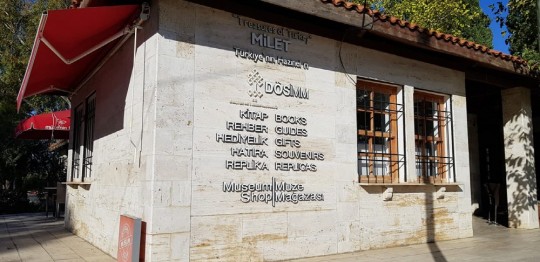 "Treasures of Turkey"
MİLET
Türkiye'nin Hazineleri
DÖSİMM
KİTAP BOOKS
REHBER GUIDES
HEDİYELİK GIFTS
HATIRA SOUVENIRS
REPLİKA REPLICAS
Museum Müze
Shop Mağazası